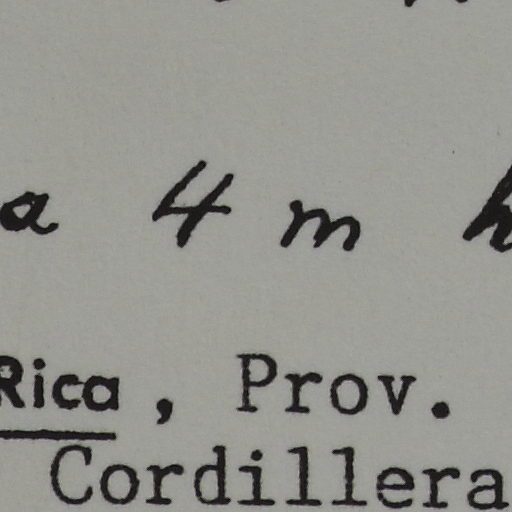 a 4 m h
Rica, Prov.
Cordillera